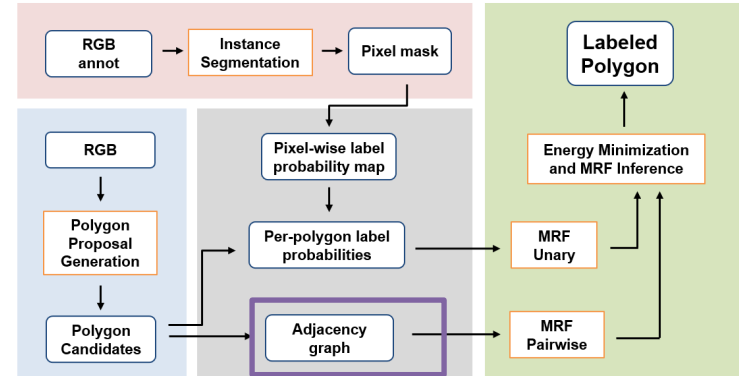 RGB
annot
Instance
Segmentation
Pixel mask
Labeled
Polygon
RGB
Pixel-wise label
probability map
Energy Minimization
and MRF Inference
Polygon
Proposal
Generation
Per-polygon label
probabilities
MRF
Unary
Polygon
Candidates
Adjacency
graph
MRF
Pairwise